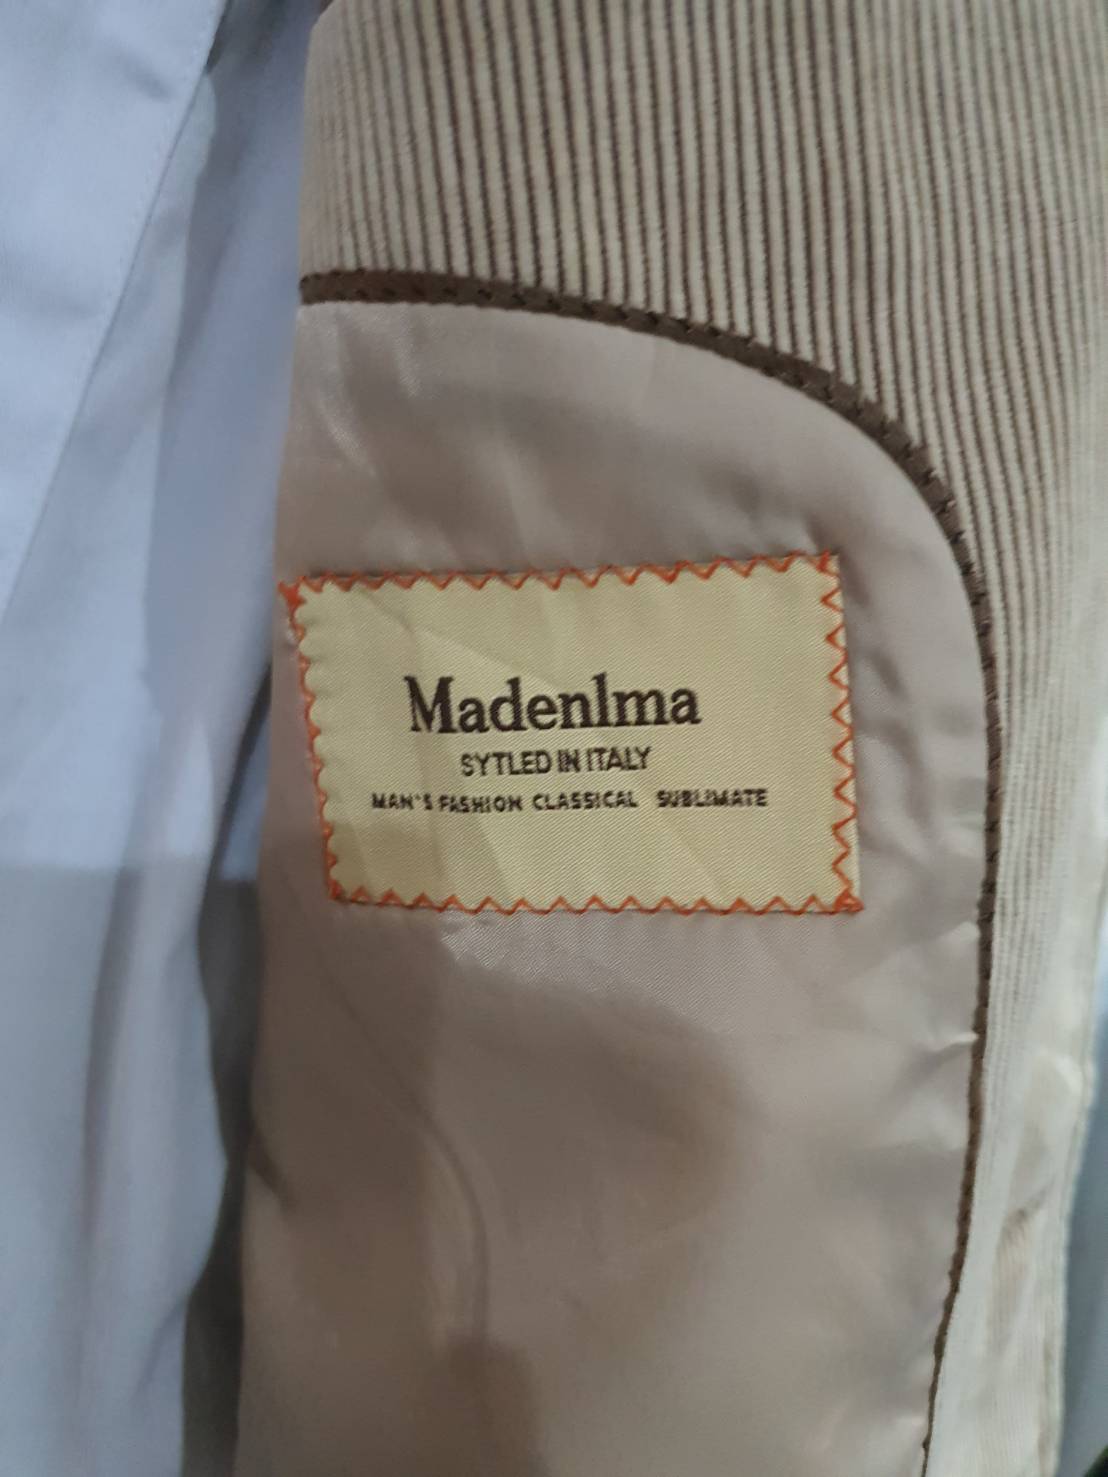 Madenlma
SYTLED IN ITALY
MAN'S FASHION CLASSICAL SUBLIMATE